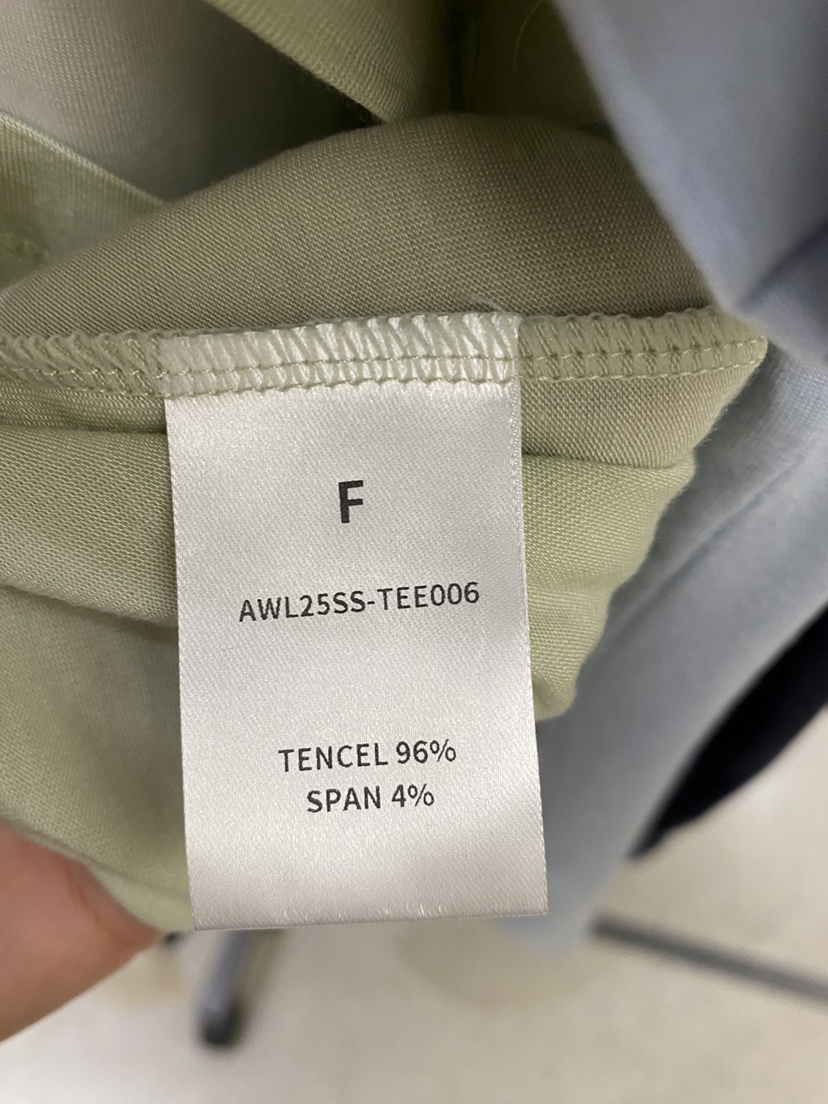 F
AWL25SS-TEE006
TENCEL 96%
SPAN 4%